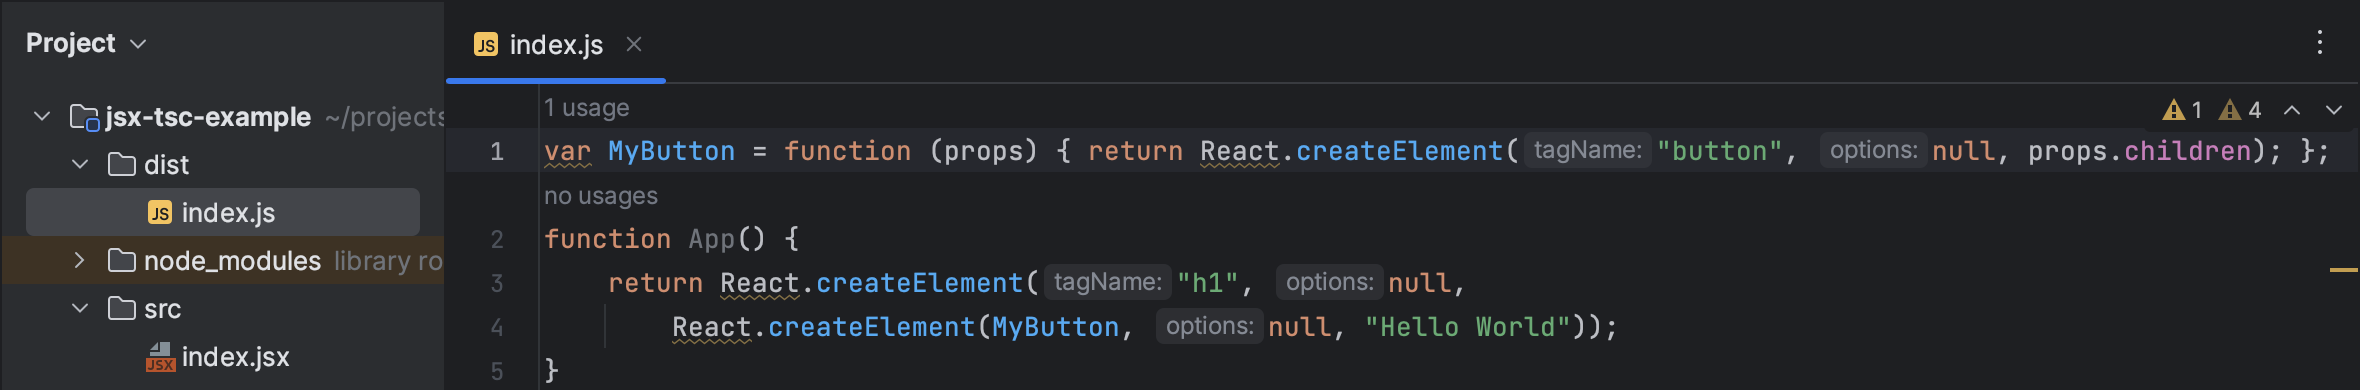 Project
jsx-tsc-example ~/projects
dist
index.js
node_modules library ro
src
index.jsx
index.js
1 usage
1 4
1 var MyButton = function (props) { return React.createElement( tagName: "button", options: null, props.children); };
no usages
2 function App() {
3 return React.createElement( tagName: "h1", options: null,
4 React.createElement(MyButton, options: null, "Hello World"));
5 }